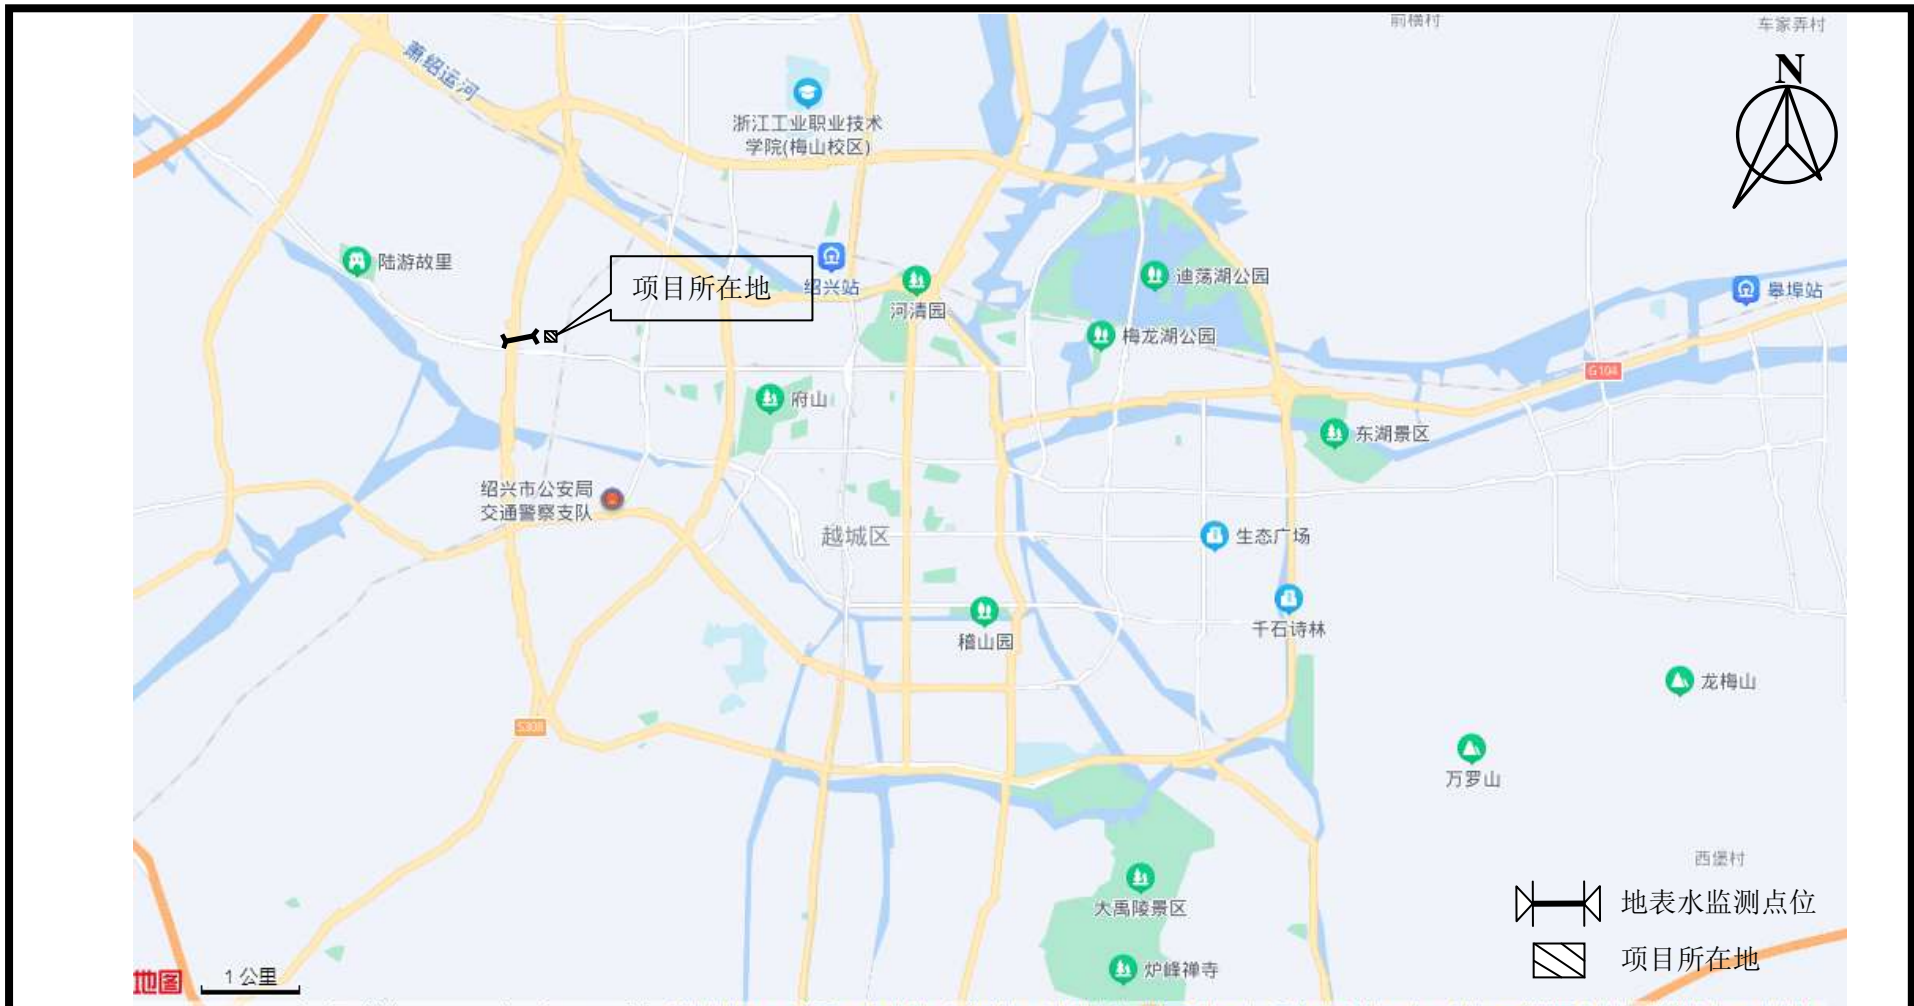 前横村
车家弄村
萧绍运河
N
浙江工业职业技术
学院(梅山校区)
陆游故里
项目所在地
绍兴站
河清园
迪荡湖公园
皋埠站
梅龙湖公园
G104
府山
东湖景区
绍兴市公安局
交通警察支队
越城区
生态广场
千石诗林
稽山园
龙梅山
S308
万罗山
西堡村
大禹陵景区
地表水监测点位
炉峰禅寺
项目所在地
地图
1 公里